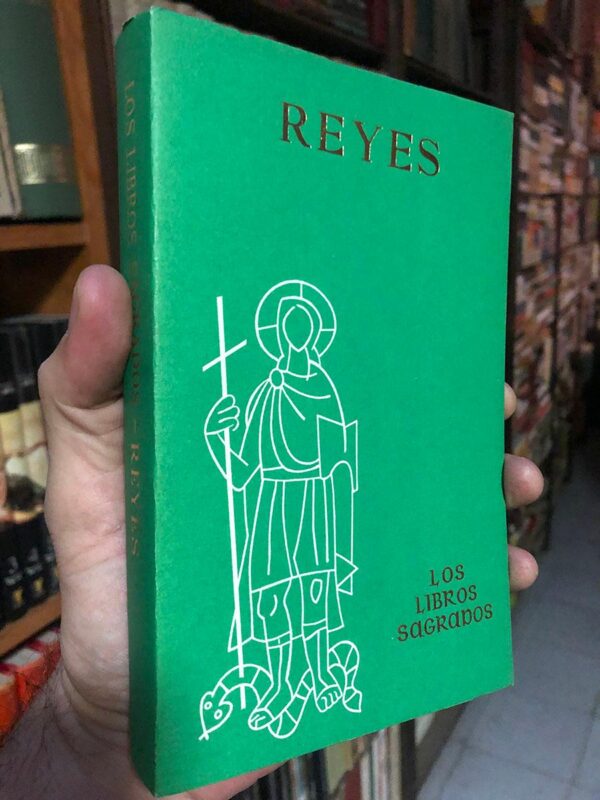 REYES
LOS
LIBROS
SAGRADOS
LOS LIBROS SAGRADOS - REYES